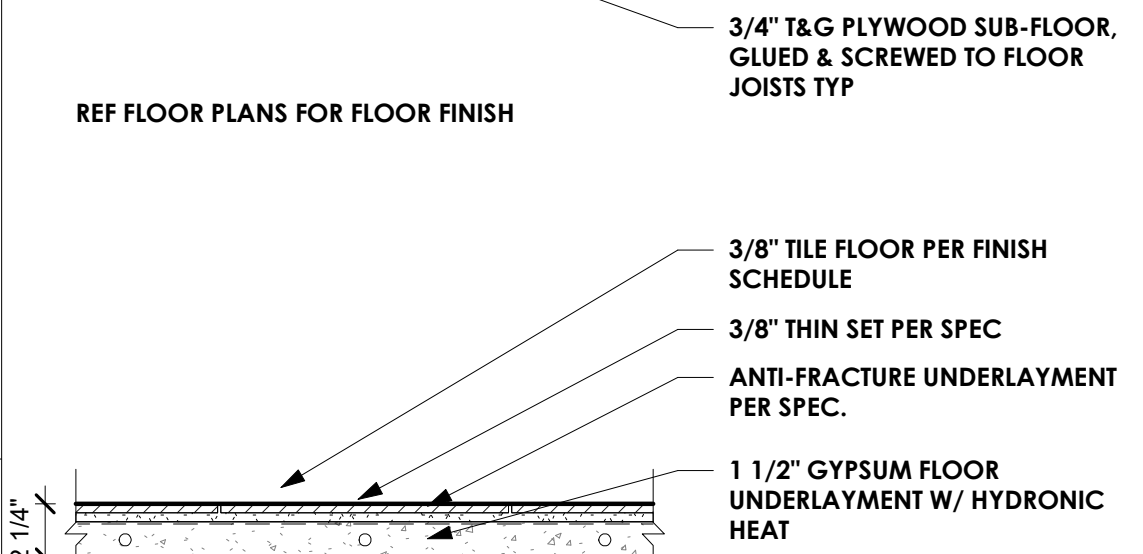 3/4" T&G PLYWOOD SUB-FLOOR,
GLUED & SCREWED TO FLOOR
JOISTS TYP
REF FLOOR PLANS FOR FLOOR FINISH
3/8" TILE FLOOR PER FINISH
SCHEDULE
3/8" THIN SET PER SPEC
ANTI-FRACTURE UNDERLAYMENT
PER SPEC.
1 1/2" GYPSUM FLOOR
UNDERLAYMENT W/ HYDRONIC
HEAT
2 1/4"